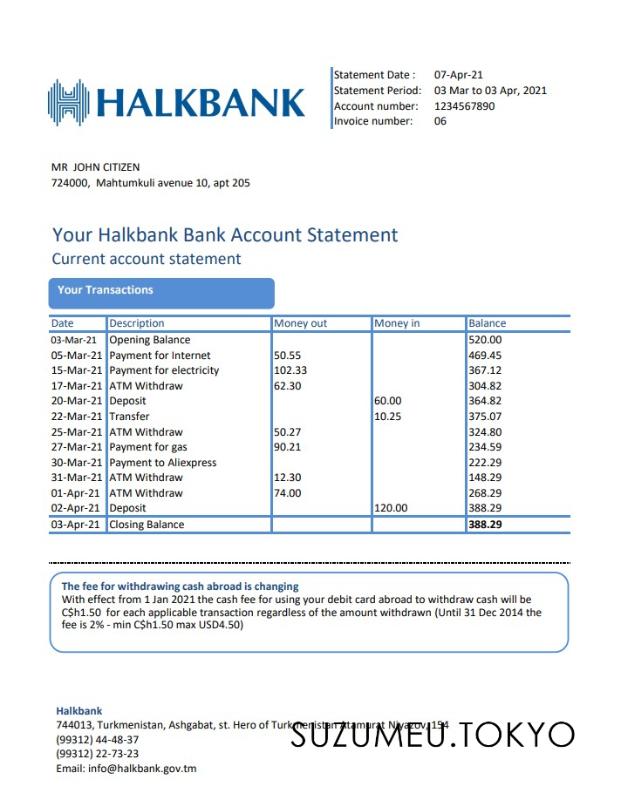 HALKBANK
Statement Date : 07-Apr-21
Statement Period: 03 Mar to 03 Apr, 2021
Account number: 1234567890
Invoice number: 06
MR JOHN CITIZEN
724000, Mahtumkuli avenue 10, apt 205
Your Halkbank Bank Account Statement
Current account statement
Your Transactions
Date Description Money out Money in Balance
03-Mar-21 Opening Balance 520.00
05-Mar-21 Payment for Internet 50.55 469.45
15-Mar-21 Payment for electricity 102.33 367.12
17-Mar-21 ATM Withdraw 62.30 304.82
20-Mar-21 Deposit 60.00 364.82
22-Mar-21 Transfer 10.25 375.07
25-Mar-21 ATM Withdraw 50.27 324.80
27-Mar-21 Payment for gas 90.21 234.59
30-Mar-21 Payment to Aliexpress 222.29
31-Mar-21 ATM Withdraw 12.30 148.29
01-Apr-21 ATM Withdraw 74.00 268.29
02-Apr-21 Deposit 120.00 388.29
03-Apr-21 Closing Balance 388.29
The fee for withdrawing cash abroad is changing
With effect from 1 Jan 2021 the cash fee for using your debit card abroad to withdraw cash will be
C$h1.50 for each applicable transaction regardless of the amount withdrawn (Until 31 Dec 2014 the
fee is 2% - min C$h1.50 max USD4.50)
Halkbank
744013, Turkmenistan, Ashgabat, st. Hero of Turkmenistan Atamurat Niyazov, 154
(99312) 44-48-37
(99312) 22-73-23
Email: info@halkbank.gov.tm
SUZUMEU.TOKYO